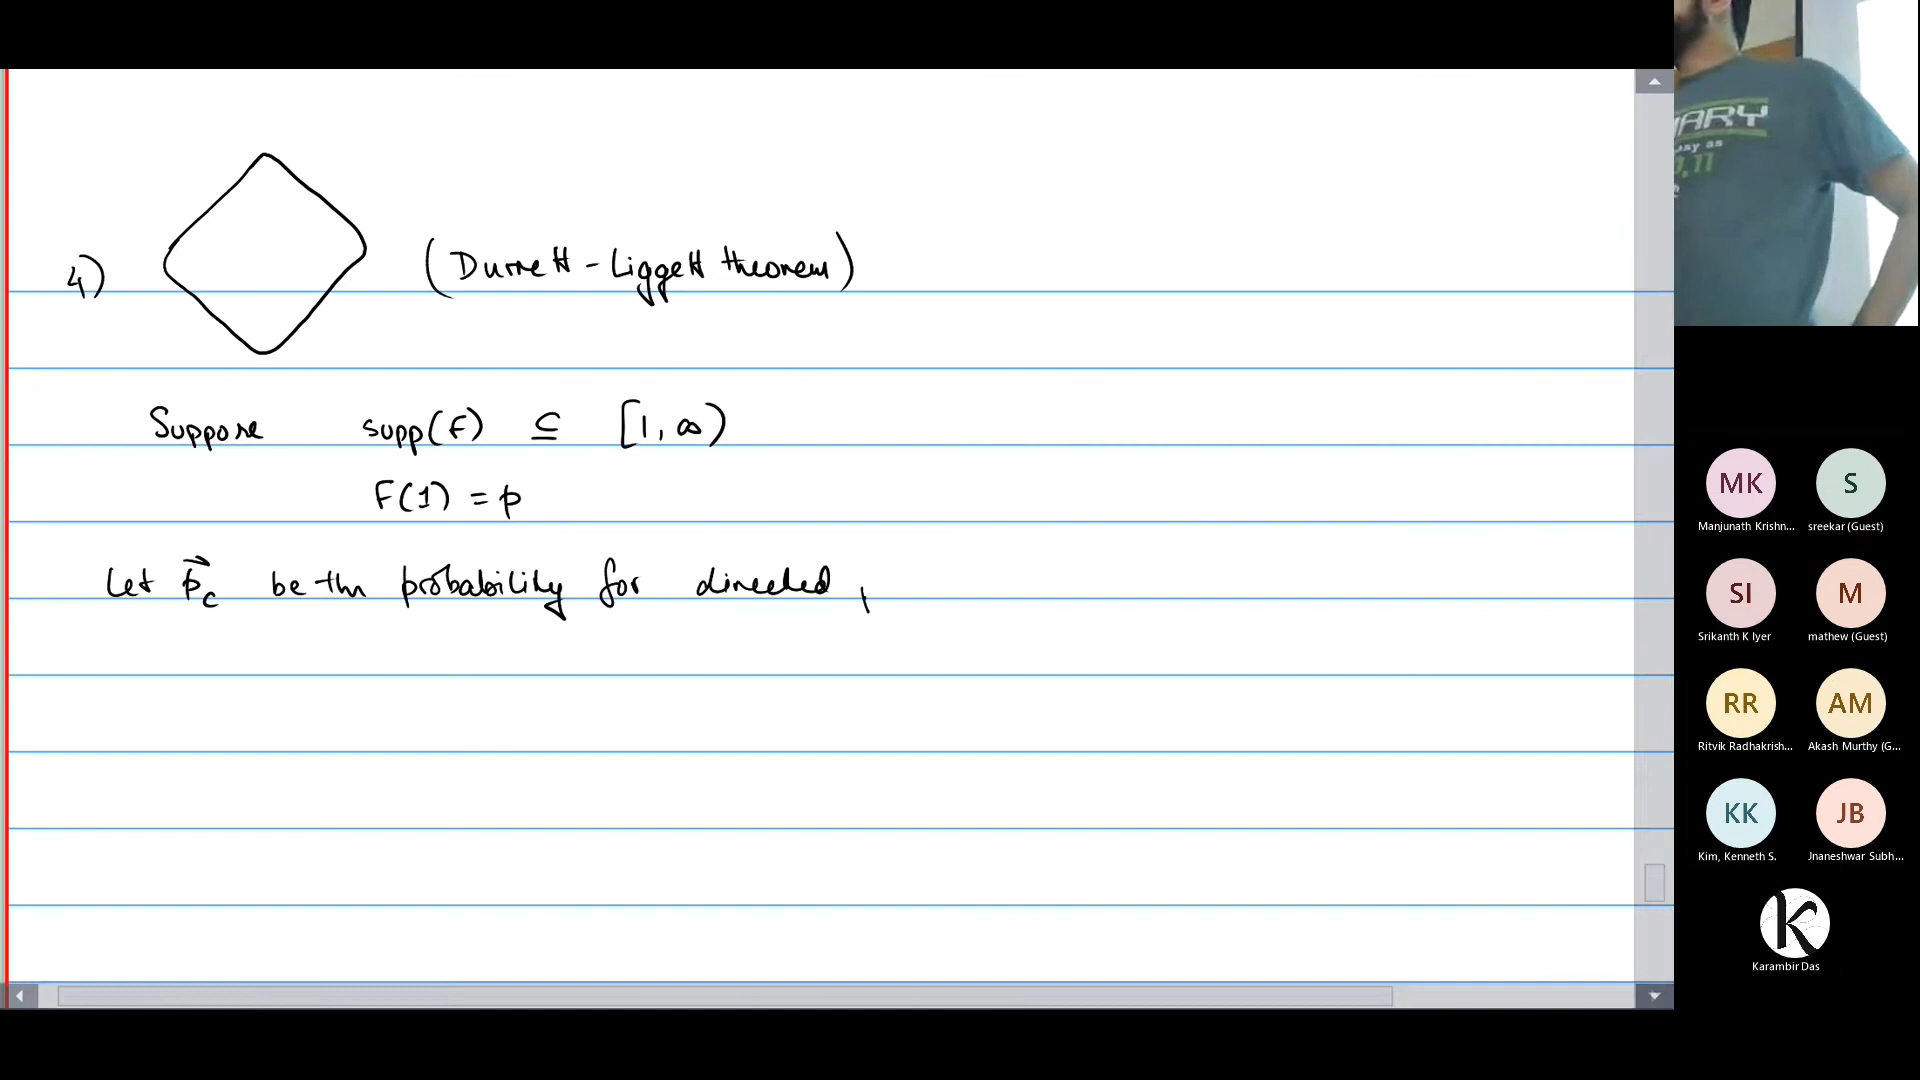 4) (Durrett - Liggett theorem)
Suppose supp(F) ⊆ [1, ∞)
F(1) = p
Let p⃗c be the probability for directed
MARY
MK
S
Manjunath Krishn...
sreekar (Guest)
SI
M
Srikanth K Iyer
mathew (Guest)
RR
AM
Ritvik Radhakrish...
Akash Murthy (G...
KK
JB
Kim, Kenneth S.
Jnaneshwar Subh...
K
Karambir Das